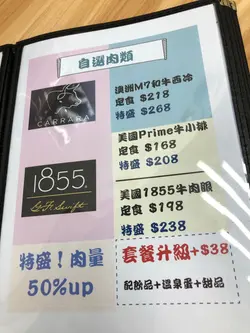 自選肉類
CARRARA
澳洲M7和牛西冷
定食 $218
特盛 $268
美國Prime牛小排
定食 $168
特盛 $208
1855
美國1855牛肉眼
定食 $198
特盛 $238
特盛！肉量
50%up
套餐升級+$38
配飲品+溫泉蛋+甜品